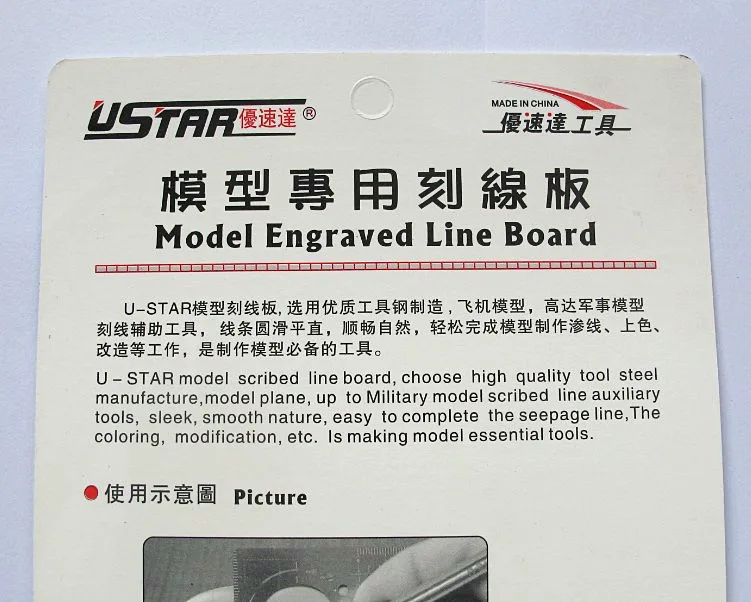 USTAR優速達®
MADE IN CHINA
優速達工具
模型專用刻線板
Model Engraved Line Board
U-STAR模型刻线板, 选用优质工具钢制造, 飞机模型, 高达军事模型
刻线辅助工具, 线条圆滑平直, 顺畅自然, 轻松完成模型制作渗线、上色、
改造等工作, 是制作模型必备的工具。
U-STAR model scribed line board, choose high quality tool steel
manufacture,model plane, up to Military model scribed line auxiliary
tools, sleek, smooth nature, easy to complete the seepage line,The
coloring, modification, etc. Is making model essential tools.
使用示意圖 Picture